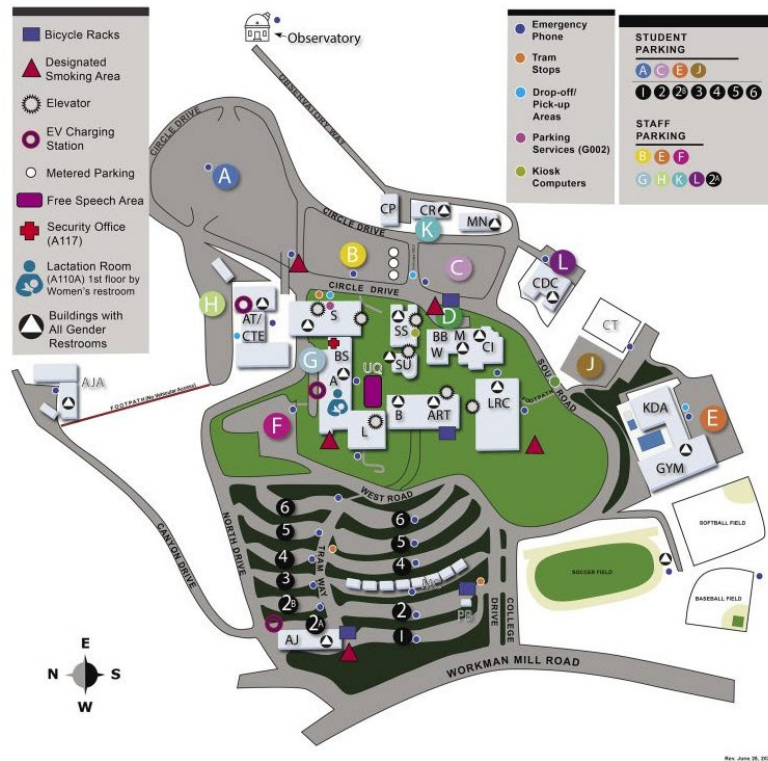 Bicycle Racks
Designated
Smoking Area
Elevator
EV Charging
Station
Metered Parking
Free Speech Area
Security Office
(A117)
Lactation Room
(A110A) 1st floor by
Women's restroom
Buildings with
All Gender
Restrooms
Observatory
Emergency
Phone
Tram
Stops
Drop-off/
Pick-up
Areas
Parking
Services (G002)
Kiosk
Computers
STUDENT
PARKING
A C E J
1 2 2B 3 4 5 6
STAFF
PARKING
B E F
G H K L 2A
OBSERVATORY WAY
CIRCLE DRIVE
A
CIRCLE DRIVE
CP
CR
MN
K
B
C
L
CDC
CIRCLE DRIVE
H
AT/
CTE
S
SS
D
BB
M
W
CI
CT
SU
J
SOUTH ROAD
G
BS
A
UQ
AJA
FOOTPATH (No Vehicular Access)
F
L
B
ART
LRC
FOOTPATH
KDA
E
GYM
WEST ROAD
NORTH DRIVE
CANYON DRIVE
TRAM WAY
6
5
4
3
2B
2A
AJ
6
5
4
2
1
PB
COLLEGE
DRIVE
SOCCER FIELD
SOFTBALL FIELD
BASEBALL FIELD
WORKMAN MILL ROAD
E
N
S
W